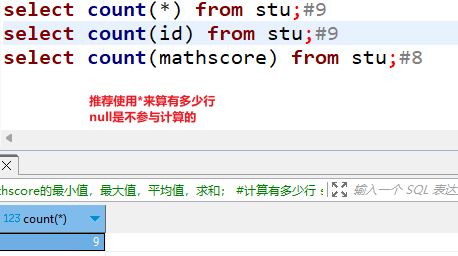 select count(*) from stu;#9
select count(id) from stu;#9
select count(mathscore) from stu;#8
推荐使用*来算有多少行
null是不参与计算的
thscore的最小值，最大值，平均值，求和； #计算有多少行 s
输入一个 SQL 表达
123 count(*)
9